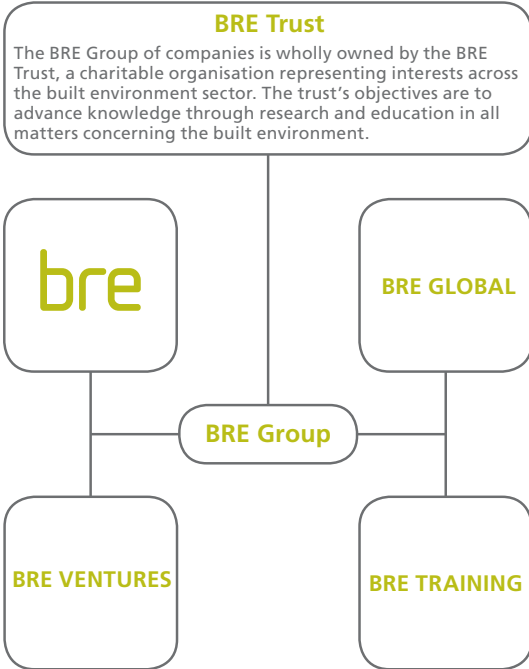 BRE Trust
The BRE Group of companies is wholly owned by the BRE
Trust, a charitable organisation representing interests across
the built environment sector. The trust’s objectives are to
advance knowledge through research and education in all
matters concerning the built environment.
bre
BRE GLOBAL
BRE Group
BRE VENTURES
BRE TRAINING